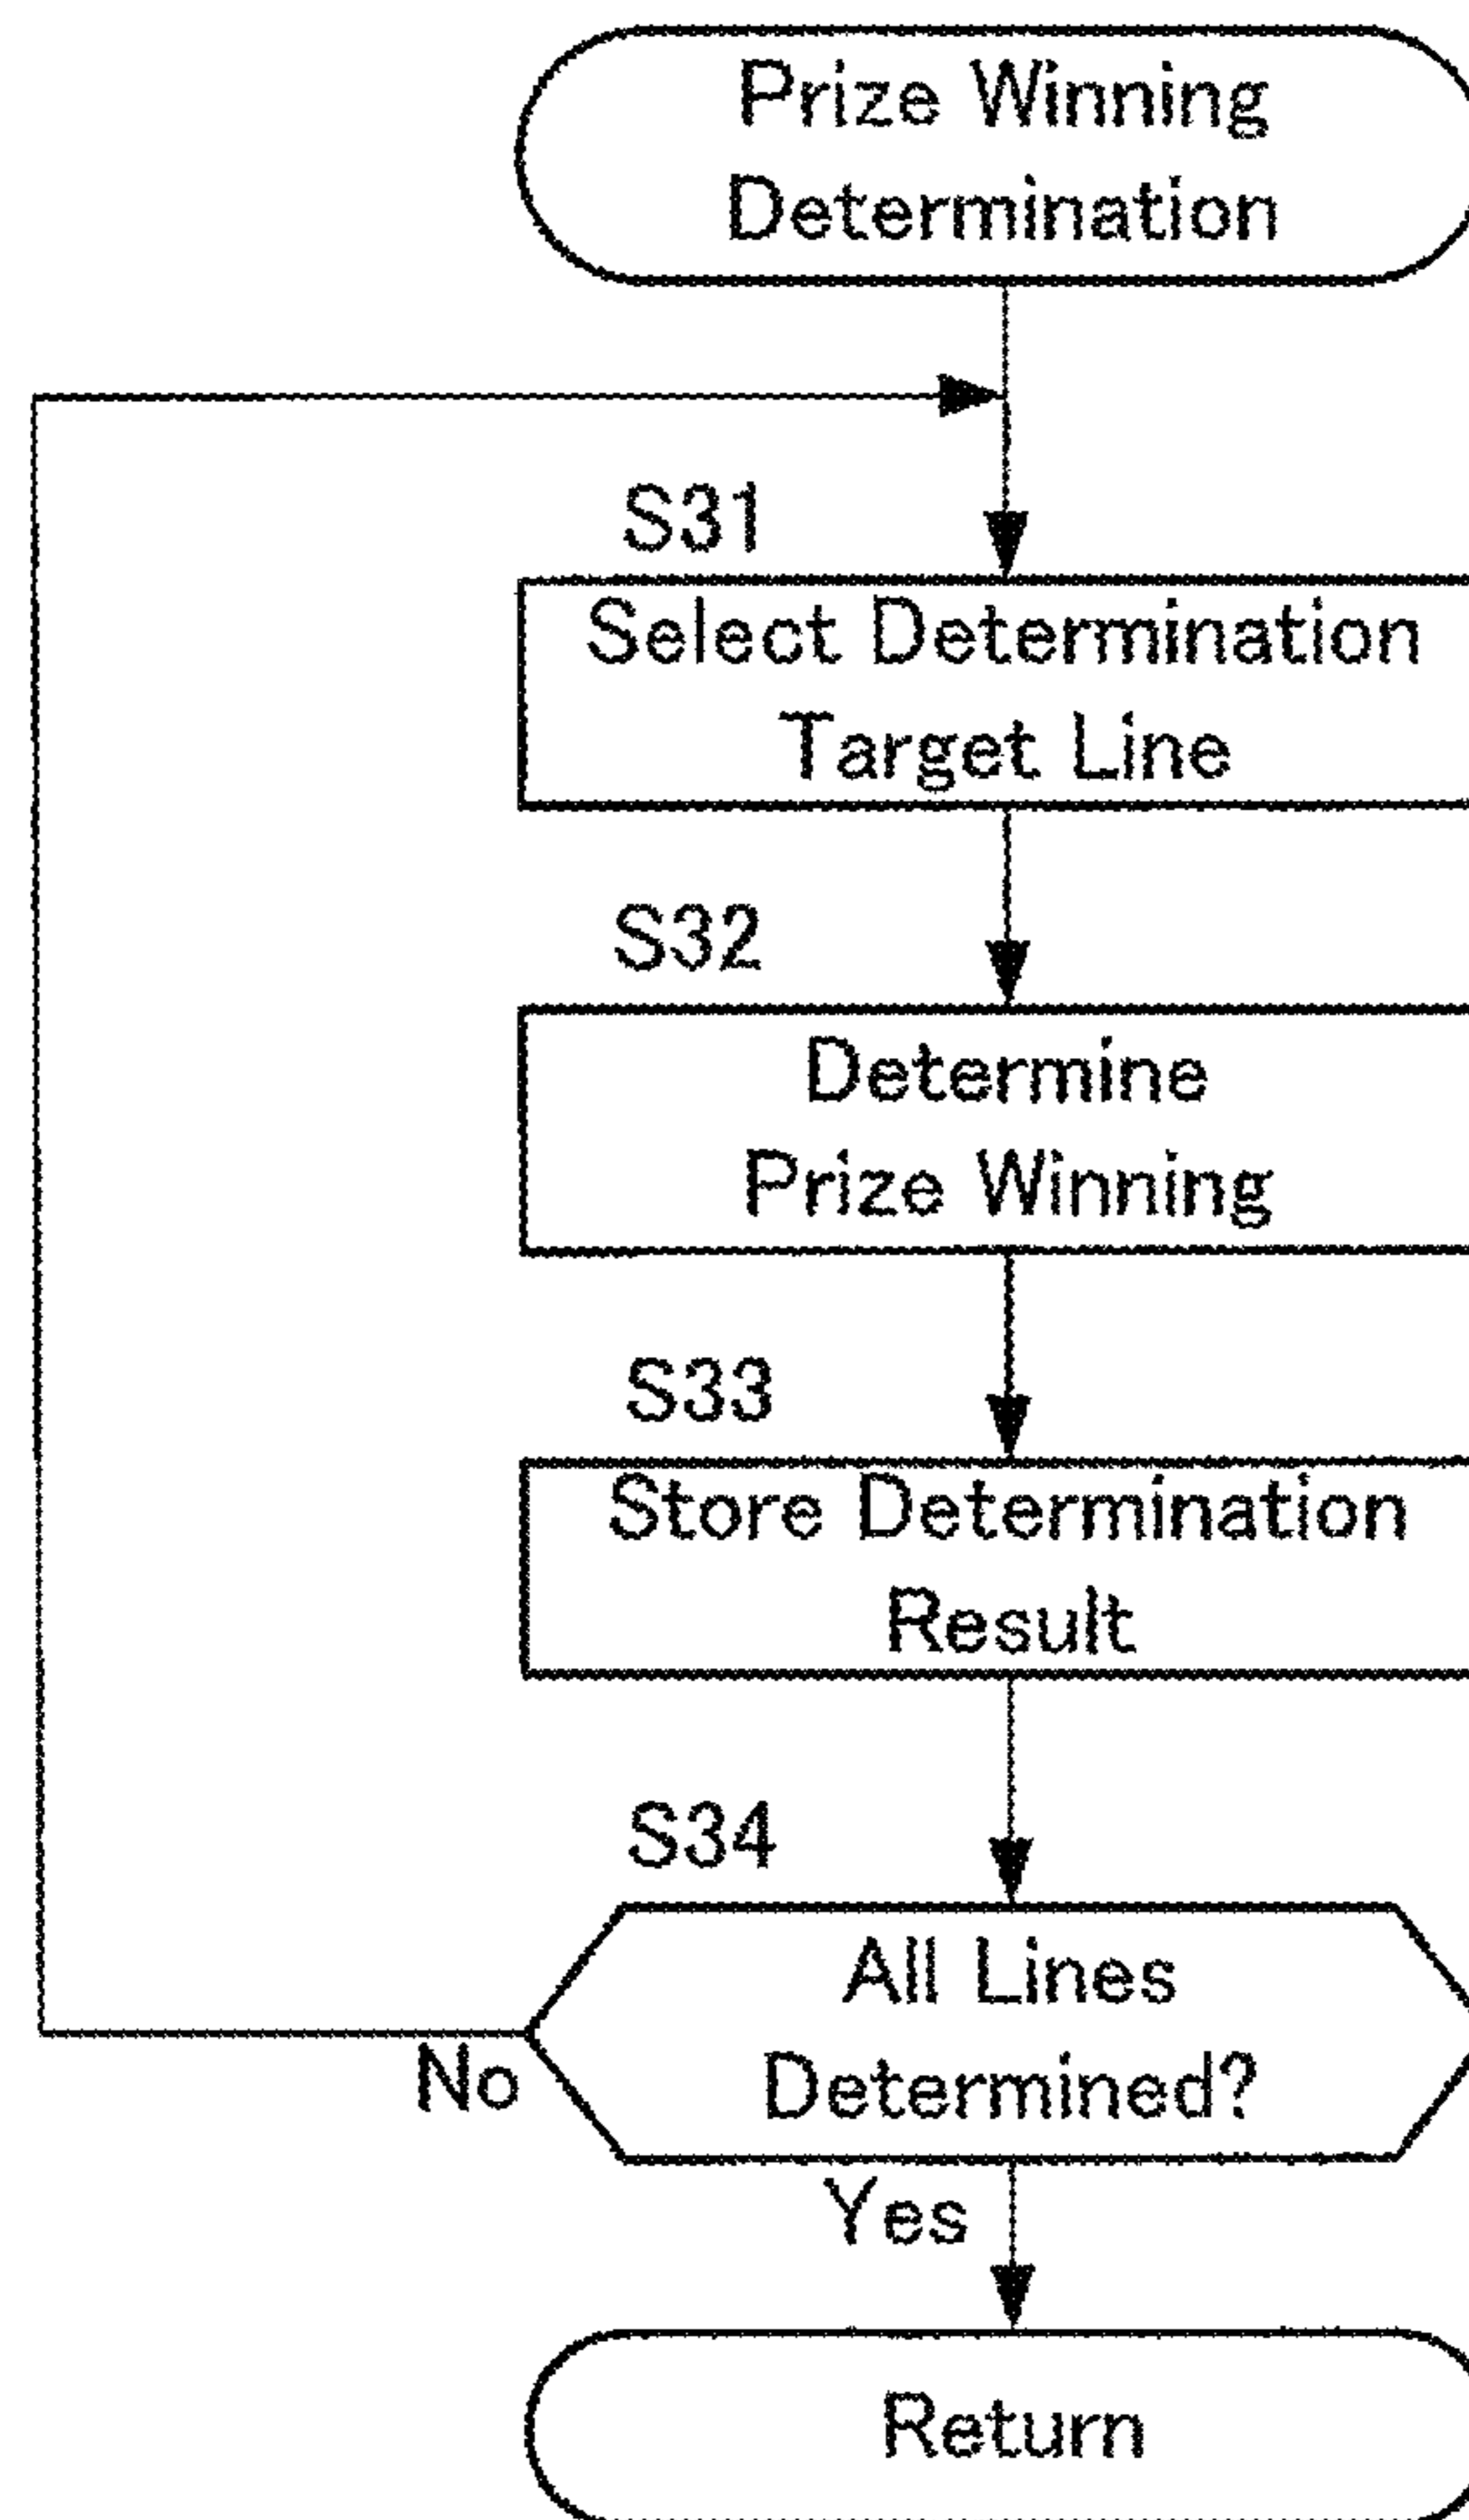 Prize Winning
Determination
S31
Select Determination
Target Line
S32
Determine
Prize Winning
S33
Store Determination
Result
S34
All Lines
Determined?
No
Yes
Return